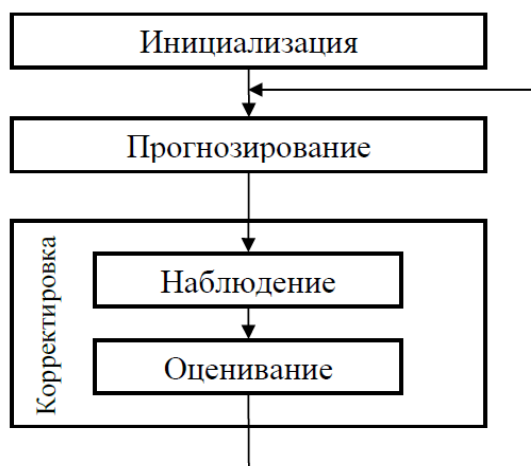 Инициализация
Прогнозирование
Корректировка
Наблюдение
Оценивание